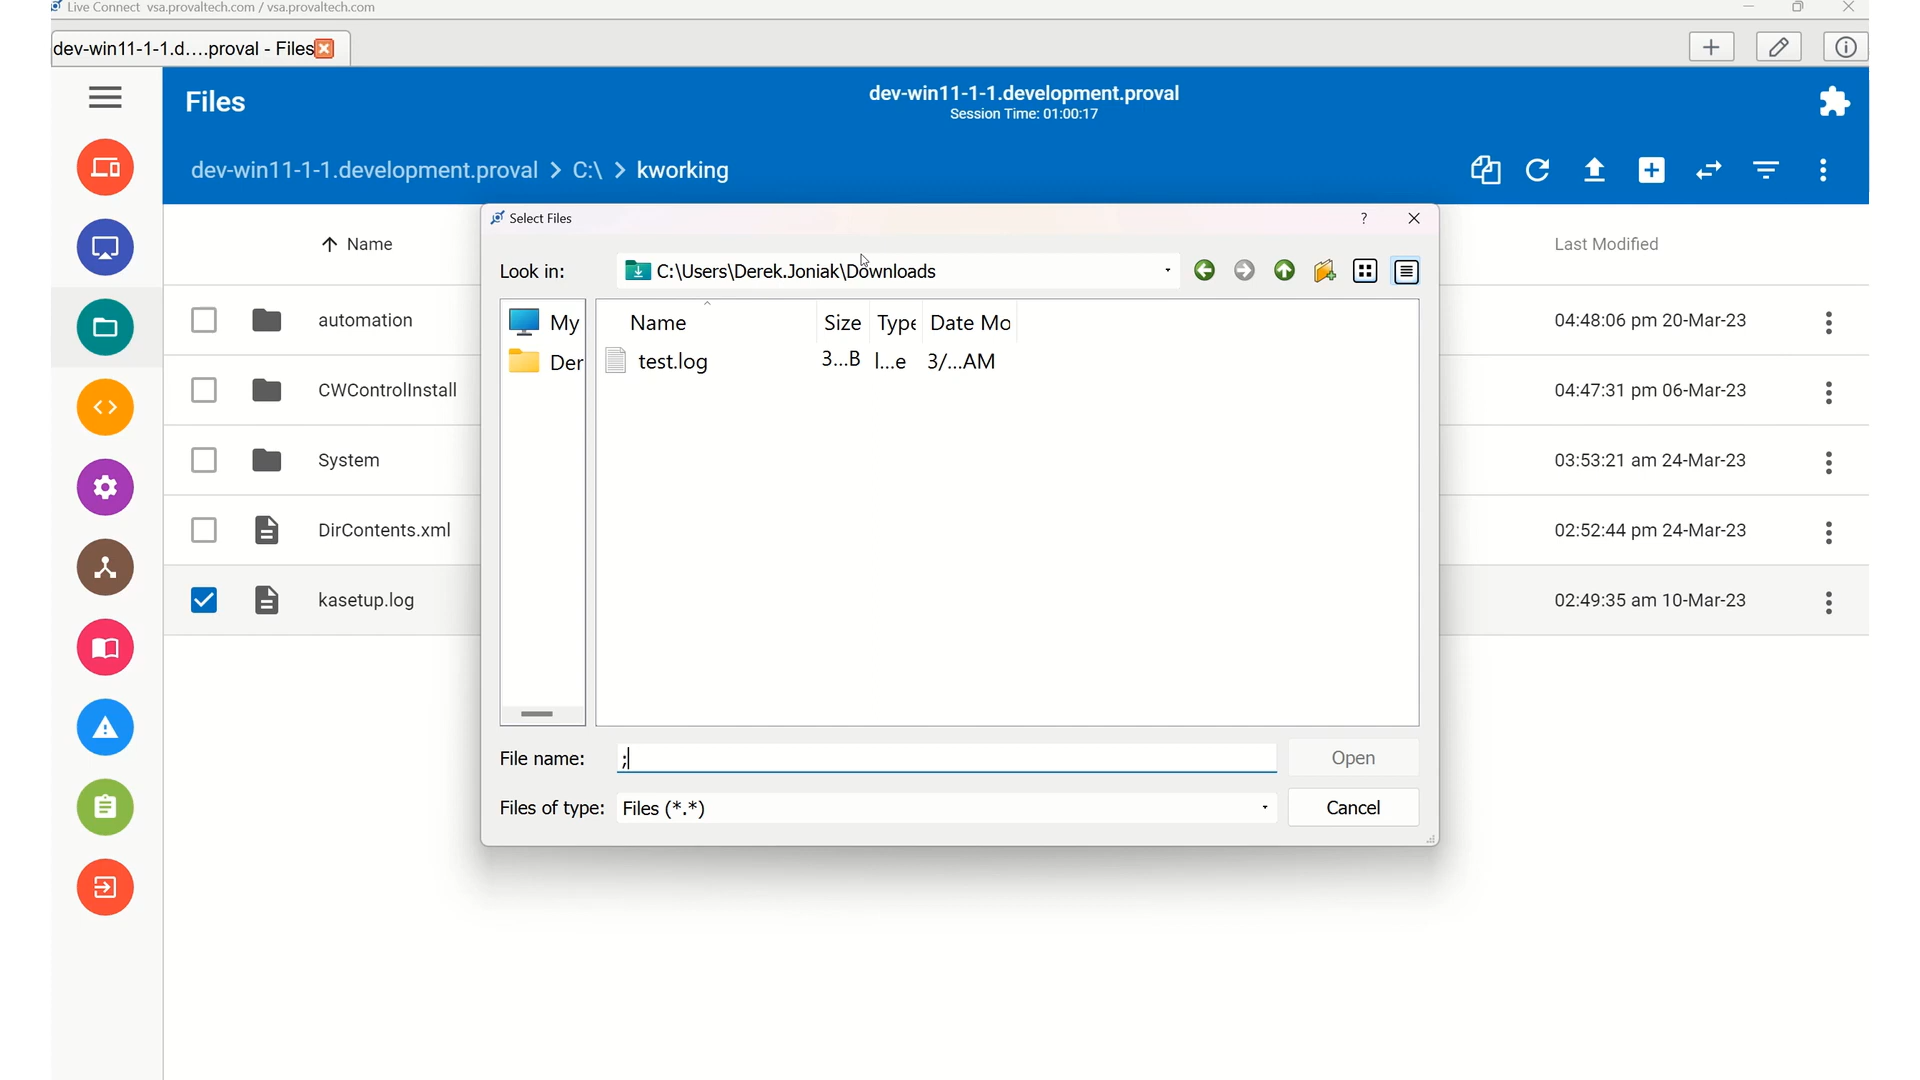 Live Connect vsa.provaltech.com / vsa.provaltech.com
dev-win11-1-1.d....proval - Files
Files
dev-win11-1-1.development.proval
Session Time: 01:00:17
dev-win11-1-1.development.proval > C:\ > kworking
Name
Last Modified
automation
04:48:06 pm 20-Mar-23
CWControlInstall
04:47:31 pm 06-Mar-23
System
03:53:21 am 24-Mar-23
DirContents.xml
02:52:44 pm 24-Mar-23
kasetup.log
02:49:35 am 10-Mar-23
Select Files
?
Look in:
C:\Users\Derek.Joniak\Downloads
My
Der
Name Size Type Date Mo
test.log 3...B l...e 3/...AM
File name:
;
Open
Files of type:
Files (*.*)
Cancel